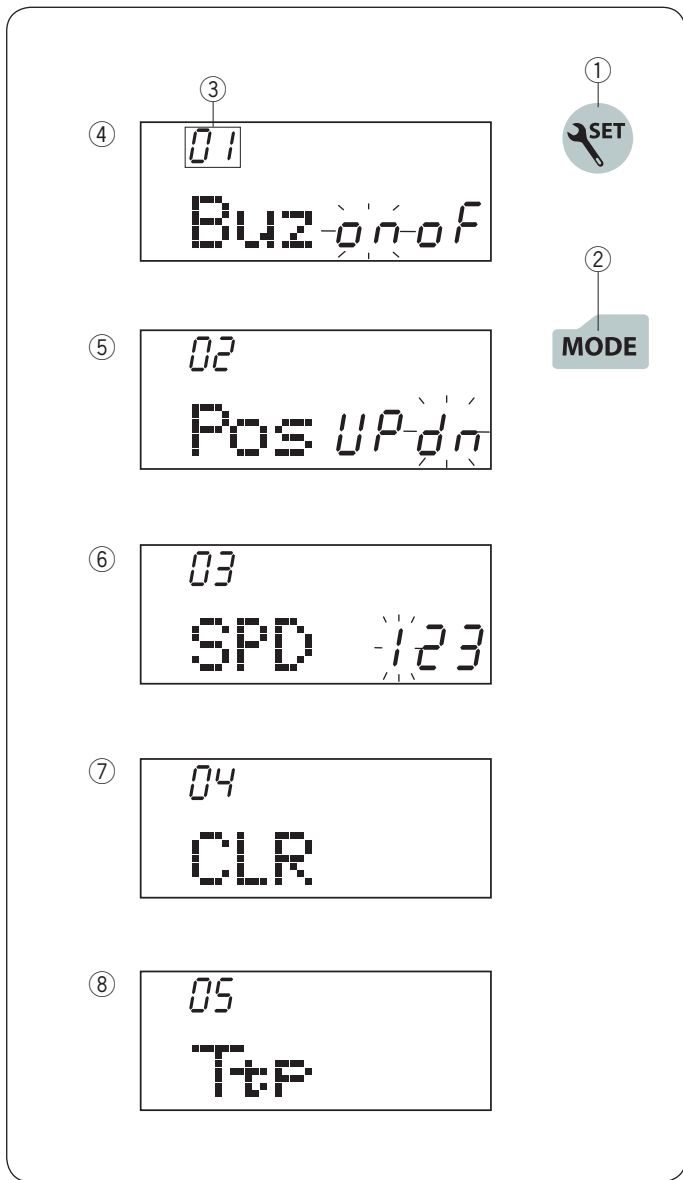 ③ ①
④ 01 SET
Buz on oF
②
⑤ 02 MODE
Pos UP dn
⑥ 03
SPD 123
⑦ 04
CLR
⑧ 05
Ttp